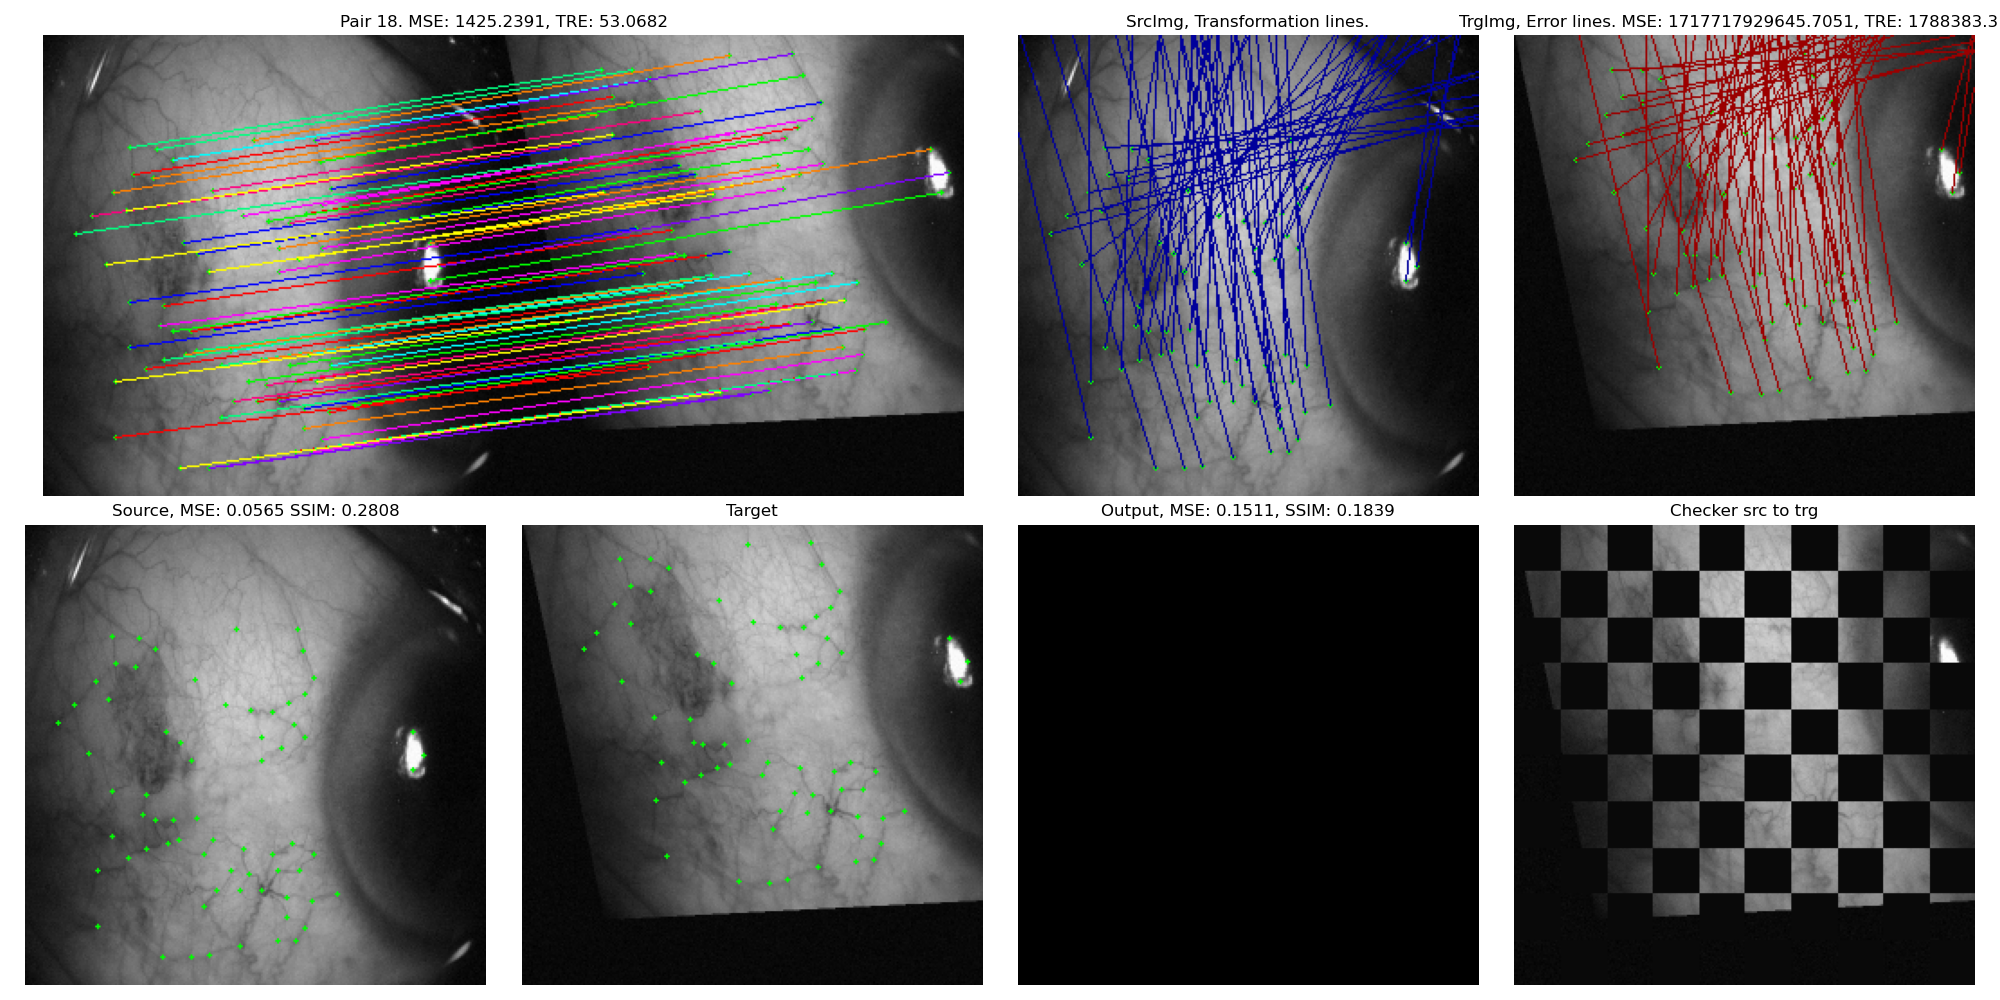 Pair 18. MSE: 1425.2391, TRE: 53.0682
SrcImg, Transformation lines.
TrgImg, Error lines. MSE: 1717717929645.7051, TRE: 1788383.3
Source, MSE: 0.0565 SSIM: 0.2808
Target
Output, MSE: 0.1511, SSIM: 0.1839
Checker src to trg